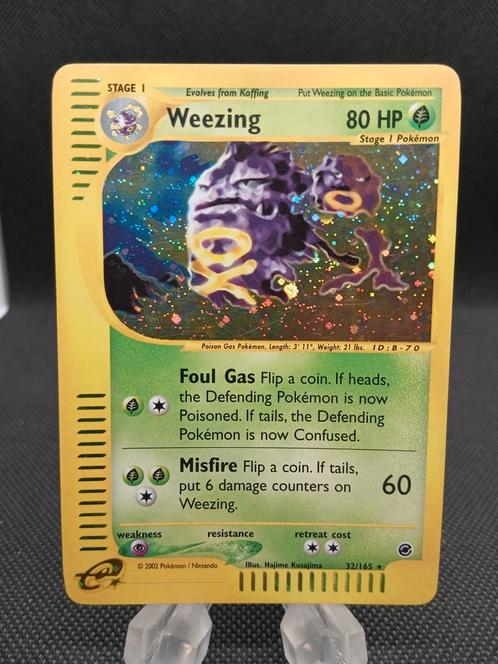 STAGE 1
Evolves from Koffing
Put Weezing on the Basic Pokémon
Weezing
80 HP
Stage 1 Pokémon
Poison Gas Pokémon, Length: 3' 11", Weight: 21 lbs. ID:B-70
Foul Gas Flip a coin. If heads,
the Defending Pokémon is now
Poisoned. If tails, the Defending
Pokémon is now Confused.
Misfire Flip a coin. If tails,
put 6 damage counters on
Weezing.
60
weakness
resistance
retreat cost
© 2002 Pokémon / Nintendo
Illus. Hajime Kusajima
32/165 ★
e